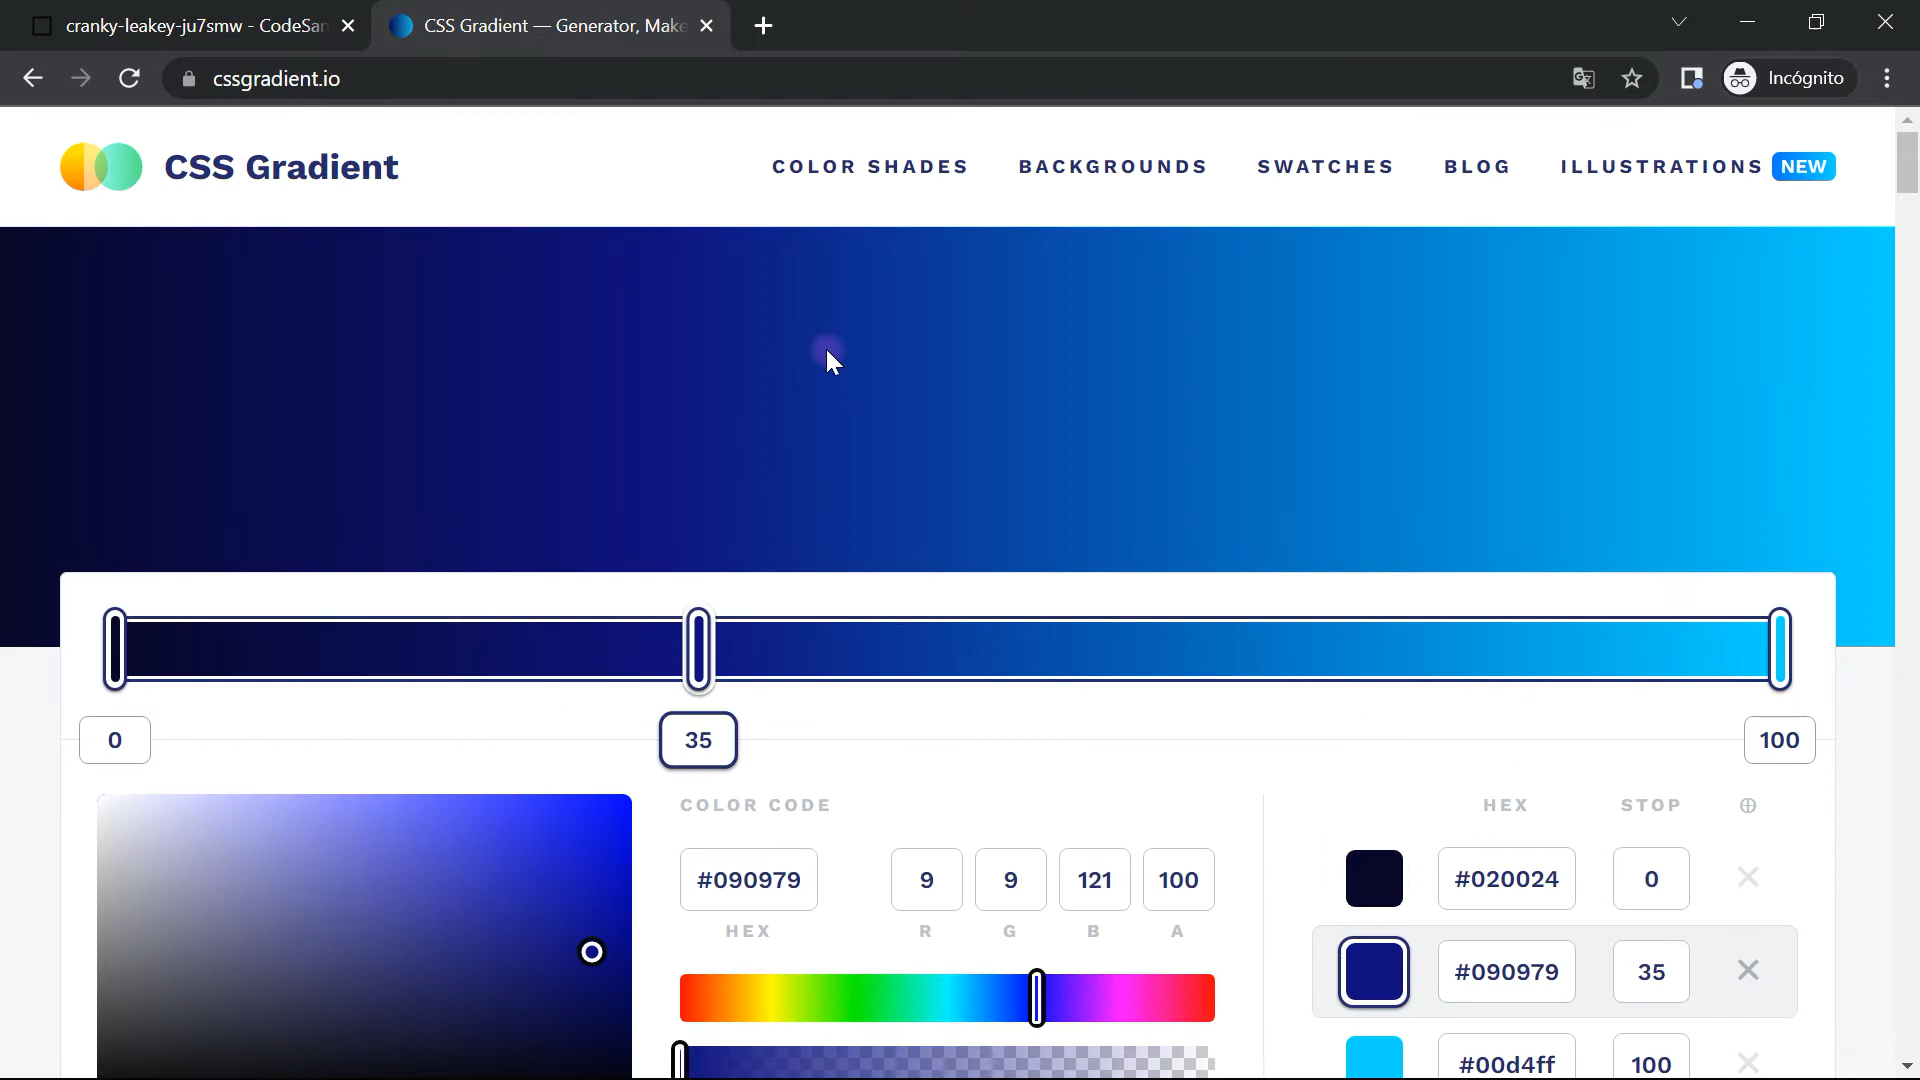 cranky-leakey-ju7smw - CodeSan
CSS Gradient — Generator, Make
cssgradient.io
Incógnito
CSS Gradient
COLOR SHADES
BACKGROUNDS
SWATCHES
BLOG
ILLUSTRATIONS NEW
0
35
100
COLOR CODE
#090979
9
9
121
100
HEX
R
G
B
A
HEX
STOP
#020024
0
#090979
35
#00d4ff
100